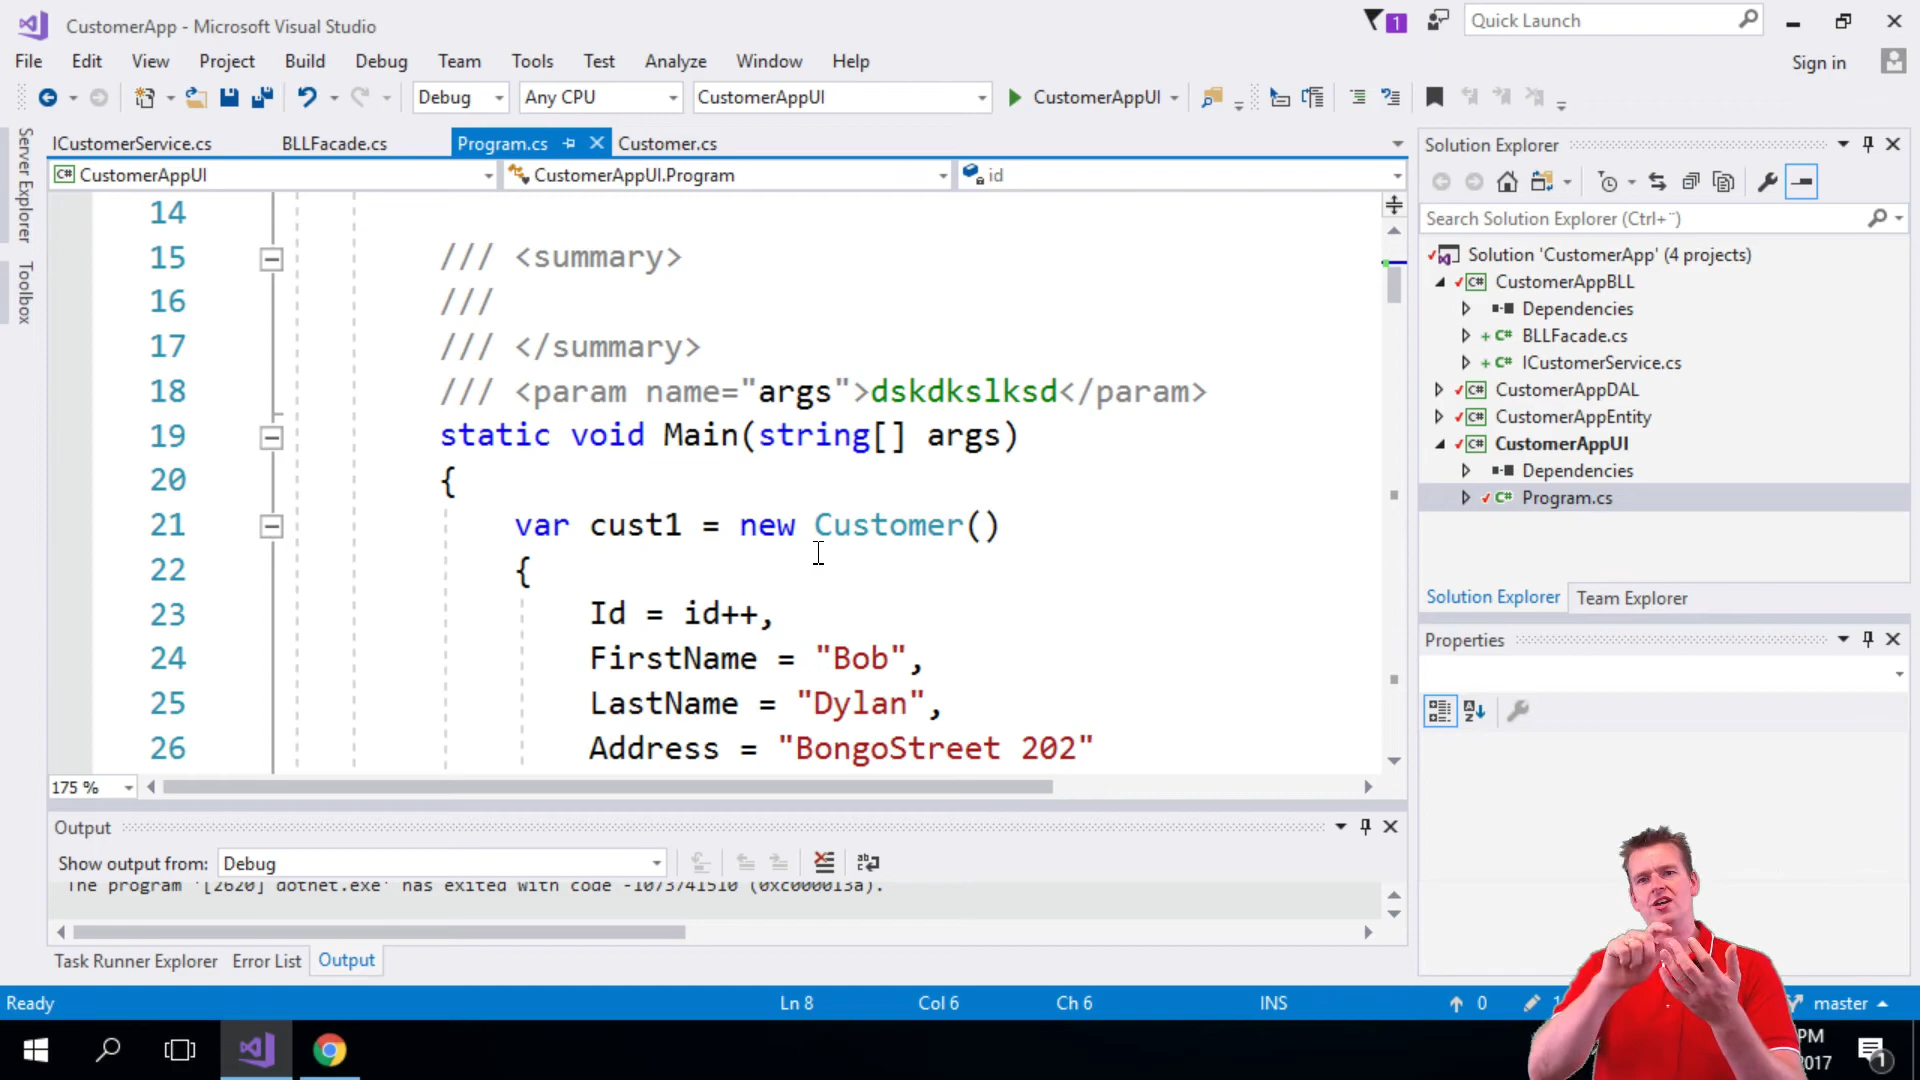 CustomerApp - Microsoft Visual Studio
1
Quick Launch
File Edit View Project Build Debug Team Tools Test Analyze Window Help
Sign in
Debug Any CPU CustomerAppUI CustomerAppUI
Server Explorer
Toolbox
ICustomerService.cs BLLFacade.cs Program.cs Customer.cs
CustomerAppUI CustomerAppUI.Program id
14
15 /// <summary>
16 ///
17 /// </summary>
18 /// <param name="args">dskdkslksd</param>
19 static void Main(string[] args)
20 {
21 var cust1 = new Customer()
22 {
23 Id = id++,
24 FirstName = "Bob",
25 LastName = "Dylan",
26 Address = "BongoStreet 202"
175 %
Output
Show output from: Debug
The program '[2620] dotnet.exe' has exited with code -1073741510 (0xc000013a).
Task Runner Explorer Error List Output
Solution Explorer
Search Solution Explorer (Ctrl+¨)
Solution 'CustomerApp' (4 projects)
CustomerAppBLL
Dependencies
BLLFacade.cs
ICustomerService.cs
CustomerAppDAL
CustomerAppEntity
CustomerAppUI
Dependencies
Program.cs
Solution Explorer Team Explorer
Properties
Ready Ln 8 Col 6 Ch 6 INS 0 master
PM
2017
1